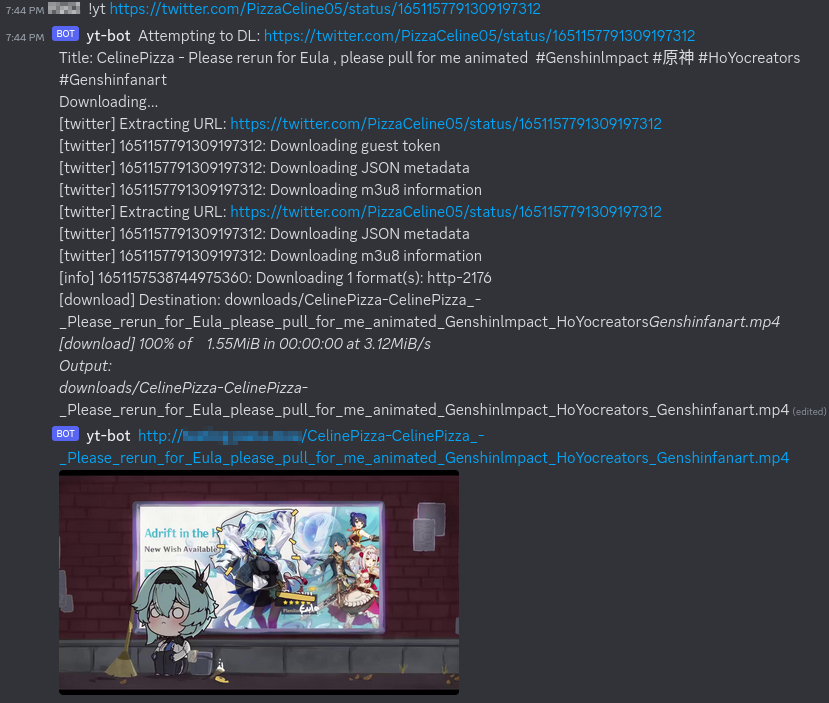 7:44 PM !yt https://twitter.com/PizzaCeline05/status/1651157791309197312
7:44 PM BOT yt-bot Attempting to DL: https://twitter.com/PizzaCeline05/status/1651157791309197312
Title: CelinePizza - Please rerun for Eula , please pull for me animated #GenshinImpact #原神 #HoYocreators
#Genshinfanart
Downloading...
[twitter] Extracting URL: https://twitter.com/PizzaCeline05/status/1651157791309197312
[twitter] 1651157791309197312: Downloading guest token
[twitter] 1651157791309197312: Downloading JSON metadata
[twitter] 1651157791309197312: Downloading m3u8 information
[twitter] Extracting URL: https://twitter.com/PizzaCeline05/status/1651157791309197312
[twitter] 1651157791309197312: Downloading JSON metadata
[twitter] 1651157791309197312: Downloading m3u8 information
[info] 1651157538744975360: Downloading 1 format(s): http-2176
[download] Destination: downloads/CelinePizza-CelinePizza_-
_Please_rerun_for_Eula_please_pull_for_me_animated_GenshinImpact_HoYocreatorsGenshinfanart.mp4
[download] 100% of 1.55MiB in 00:00:00 at 3.12MiB/s
Output:
downloads/CelinePizza-CelinePizza-
_Please_rerun_for_Eula_please_pull_for_me_animated_GenshinImpact_HoYocreators_Genshinfanart.mp4 (edited)
BOT yt-bot http:// /CelinePizza-CelinePizza_-
_Please_rerun_for_Eula_please_pull_for_me_animated_GenshinImpact_HoYocreators_Genshinfanart.mp4
Adrift in the H
New Wish Available
Eula